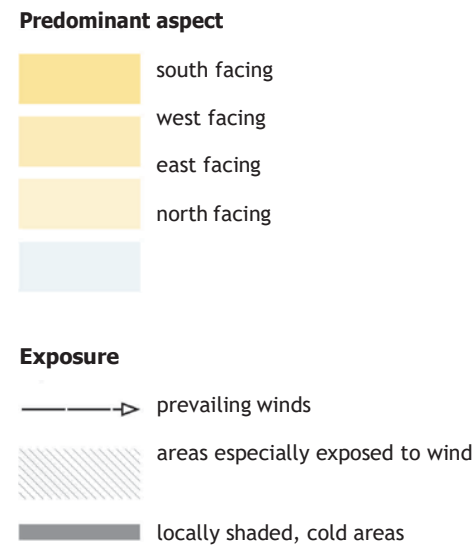 Predominant aspect
south facing
west facing
east facing
north facing
Exposure
prevailing winds
areas especially exposed to wind
locally shaded, cold areas